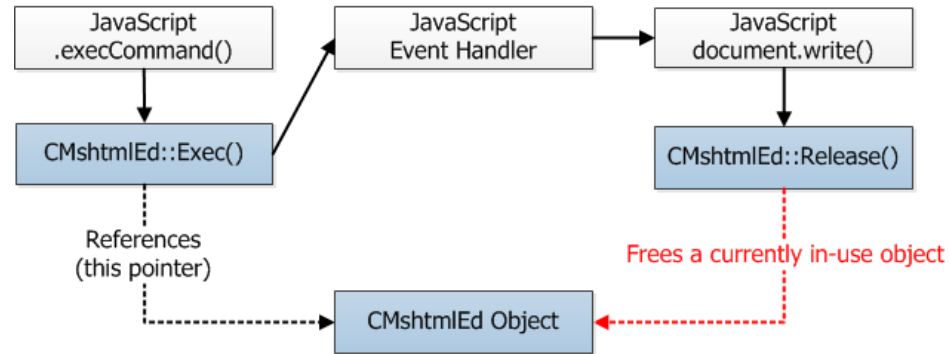 JavaScript
.execCommand()
JavaScript
Event Handler
JavaScript
document.write()
CMshtmlEd::Exec()
CMshtmlEd::Release()
References
(this pointer)
Frees a currently in-use object
CMshtmlEd Object